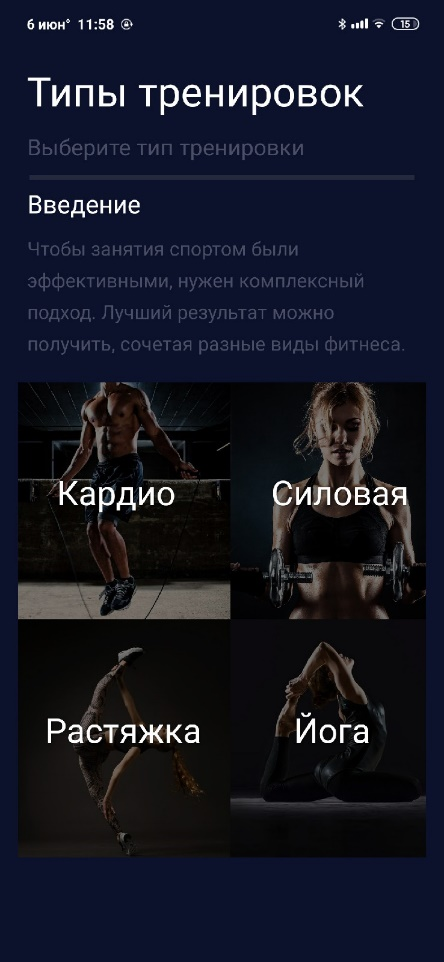 6 июн° 11:58
15
Типы тренировок
Выберите тип тренировки
Введение
Чтобы занятия спортом были
эффективными, нужен комплексный
подход. Лучший результат можно
получить, сочетая разные виды фитнеса.
Кардио
Силовая
Растяжка
Йога